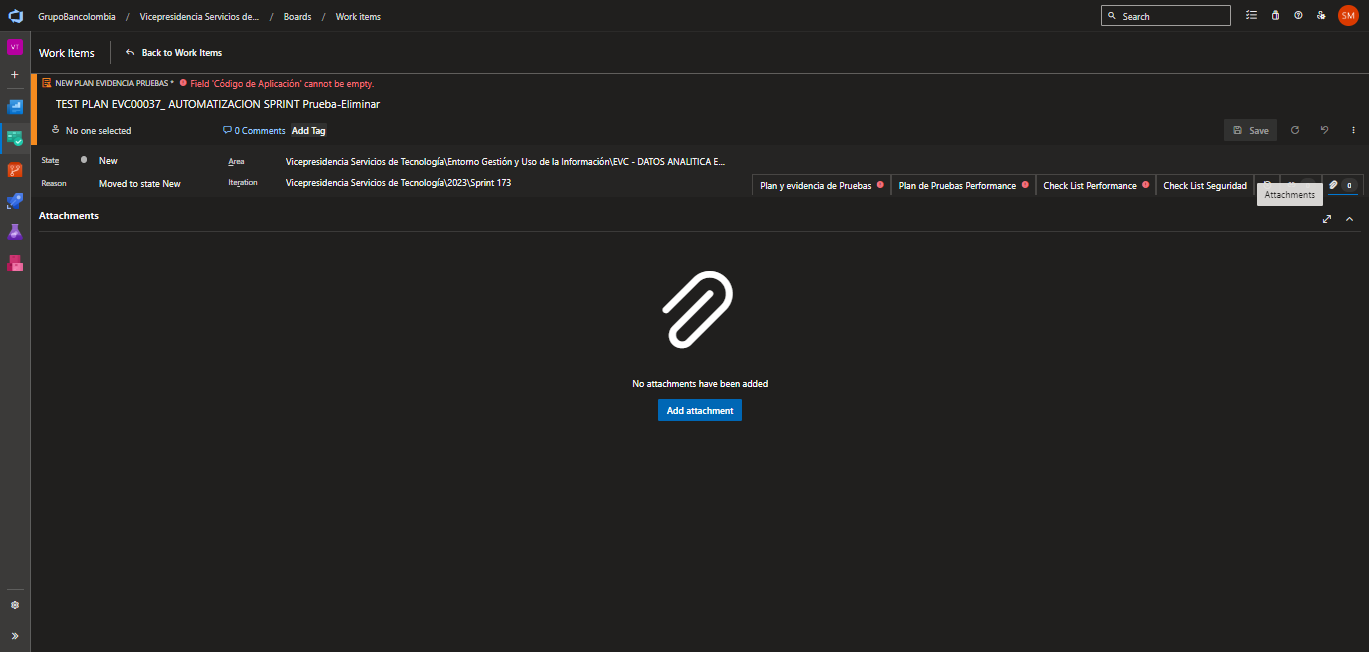 GrupoBancolombia / Vicepresidencia Servicios de... / Boards / Work items
Search
SM
VT
Work Items
Back to Work Items
NEW PLAN EVIDENCIA PRUEBAS * Field 'Código de Aplicación' cannot be empty.
TEST PLAN EVC00037_ AUTOMATIZACION SPRINT Prueba-Eliminar
No one selected
0 Comments
Add Tag
Save
State
New
Area
Vicepresidencia Servicios de Tecnología\Entorno Gestión y Uso de la Información\EVC - DATOS ANALITICA E...
Reason
Moved to state New
Iteration
Vicepresidencia Servicios de Tecnología\2023\Sprint 173
Plan y evidencia de Pruebas
Plan de Pruebas Performance
Check List Performance
Check List Seguridad
0
Attachments
Attachments
No attachments have been added
Add attachment